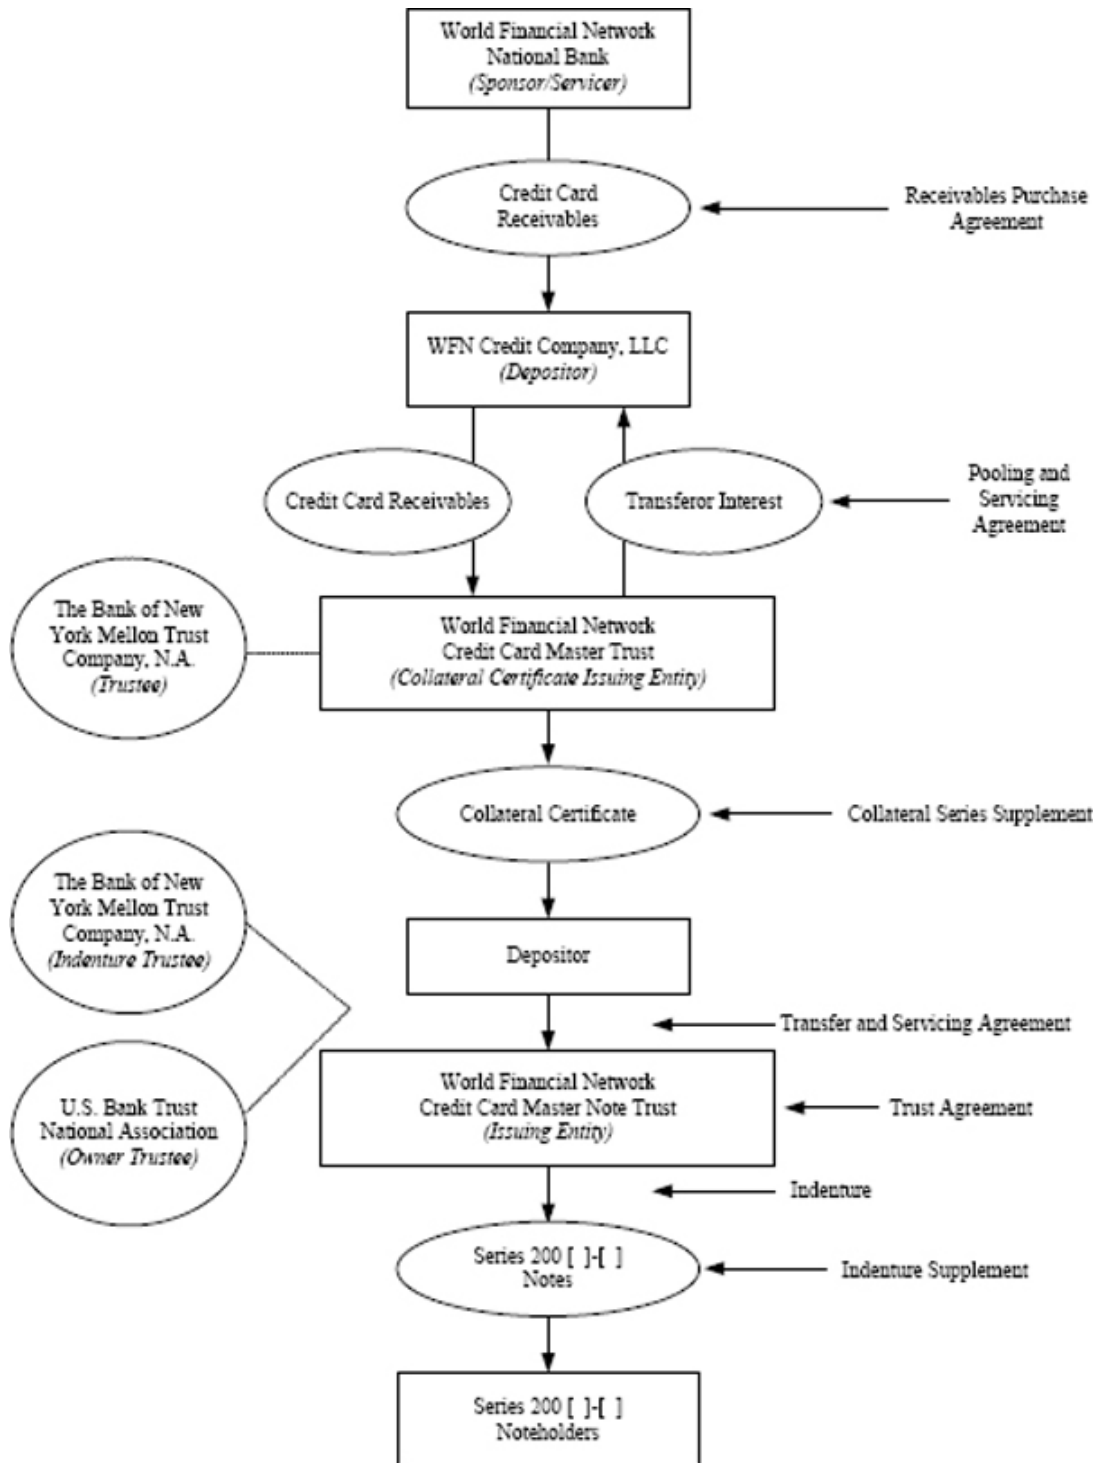 World Financial Network
National Bank
(Sponsor/Servicer)
Credit Card
Receivables
Receivables Purchase
Agreement
WFN Credit Company, LLC
(Depositor)
Credit Card Receivables
Transferor Interest
Pooling and
Servicing
Agreement
The Bank of New
York Mellon Trust
Company, N.A.
(Trustee)
World Financial Network
Credit Card Master Trust
(Collateral Certificate Issuing Entity)
Collateral Certificate
Collateral Series Supplement
The Bank of New
York Mellon Trust
Company, N.A.
(Indenture Trustee)
Depositor
Transfer and Servicing Agreement
U.S. Bank Trust
National Association
(Owner Trustee)
World Financial Network
Credit Card Master Note Trust
(Issuing Entity)
Trust Agreement
Indenture
Series 200 [ ]-[ ]
Notes
Indenture Supplement
Series 200 [ ]-[ ]
Noteholders